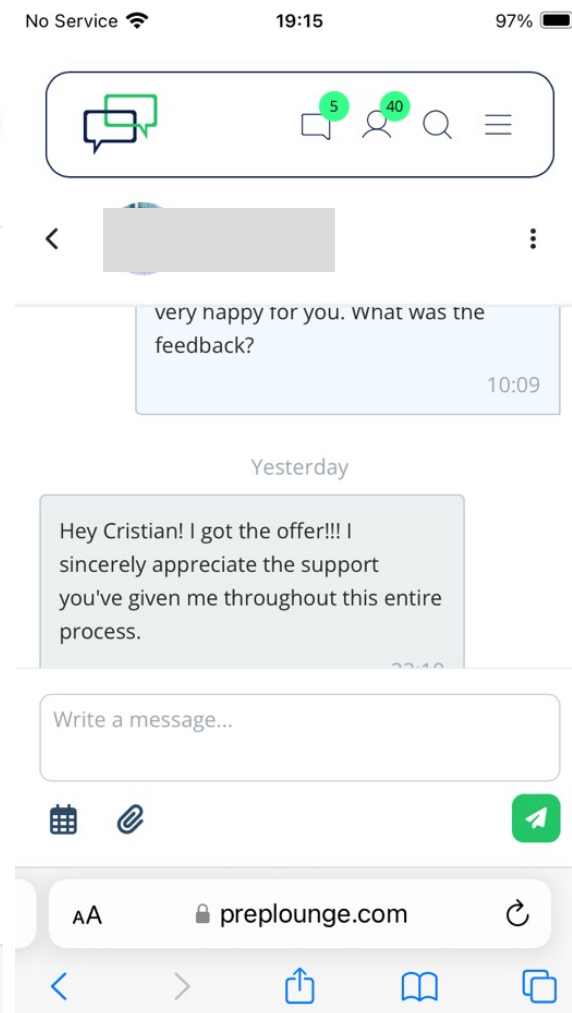 No Service 19:15 97%
5 40
very happy for you. What was the
feedback?
10:09
Yesterday
Hey Cristian! I got the offer!!! I
sincerely appreciate the support
you've given me throughout this entire
process.
Write a message...
AA preplounge.com